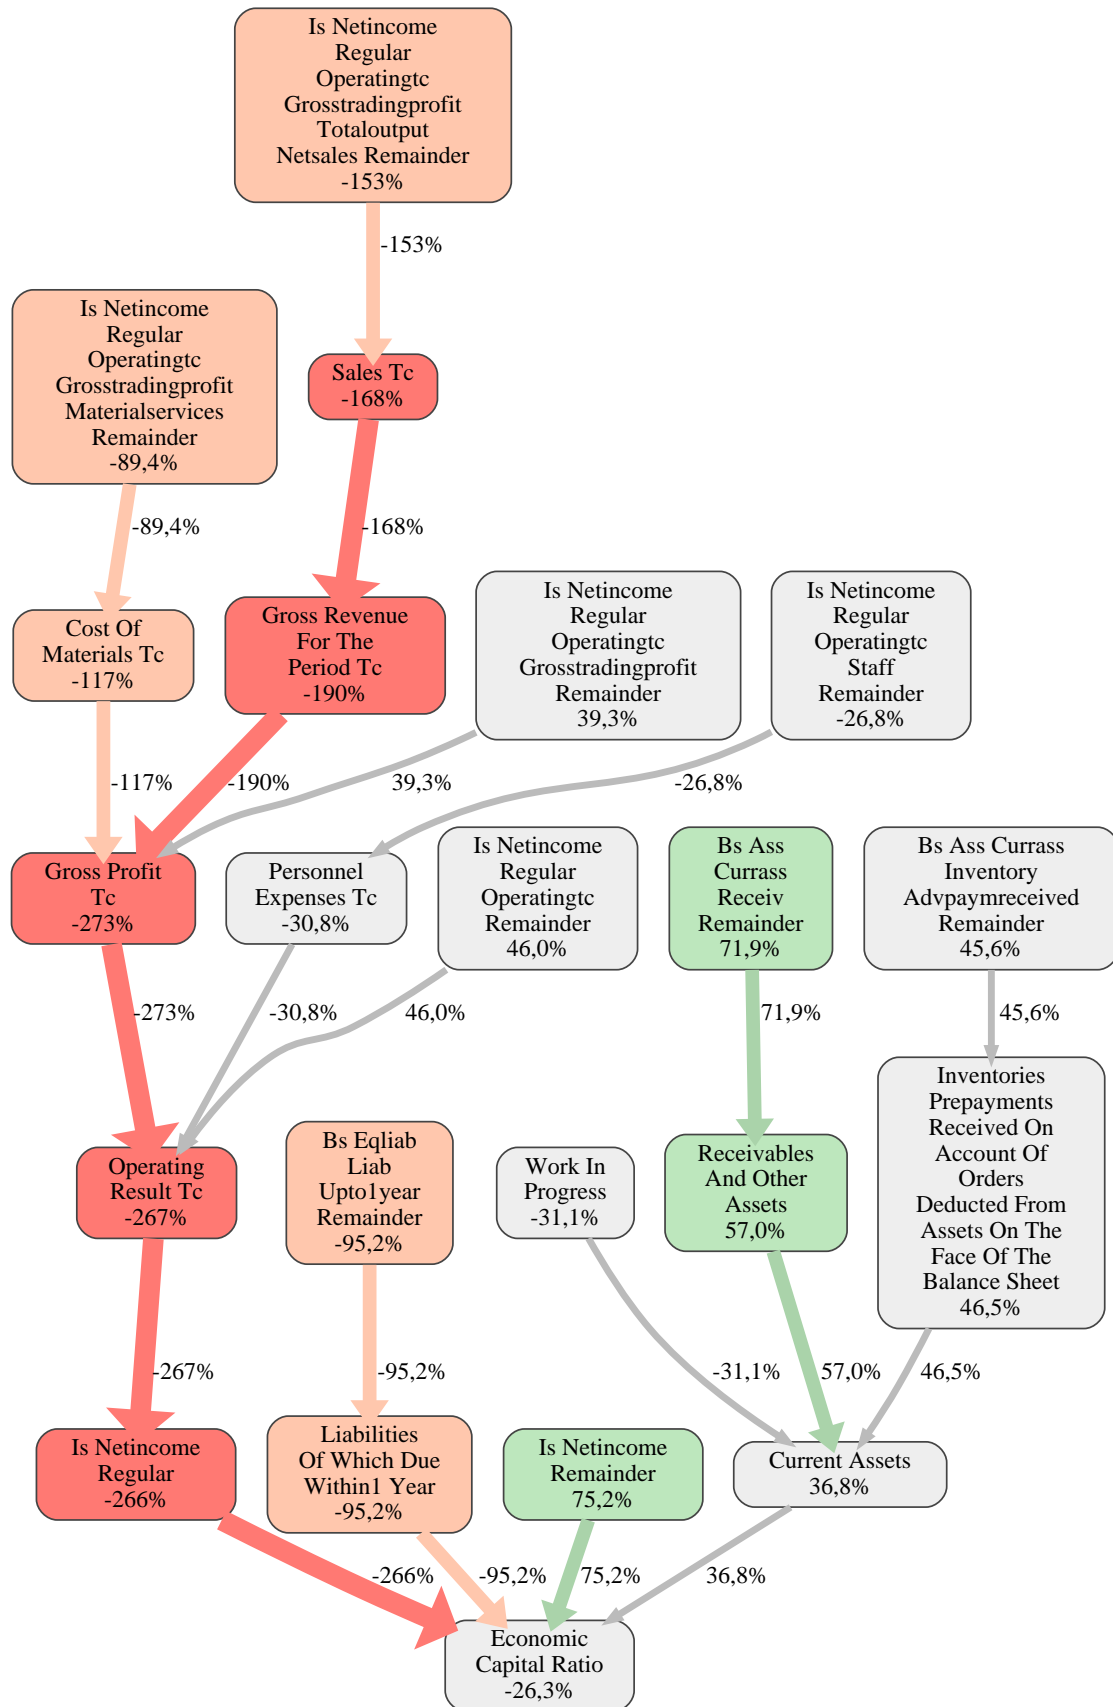 Is Netincome
Regular
Operatingtc
Grosstradingprofit
Totaloutput
Netsales Remainder
-153%
-153%
Is Netincome
Regular
Operatingtc
Grosstradingprofit
Materialservices
Remainder
-89,4%
Sales Tc
-168%
-89,4%
-168%
Cost Of
Materials Tc
-117%
Gross Revenue
For The
Period Tc
-190%
Is Netincome
Regular
Operatingtc
Grosstradingprofit
Remainder
39,3%
Is Netincome
Regular
Operatingtc
Staff
Remainder
-26,8%
-117%
-190%
39,3%
-26,8%
Gross Profit
Tc
-273%
Personnel
Expenses Tc
-30,8%
Is Netincome
Regular
Operatingtc
Remainder
46,0%
Bs Ass
Currass
Receiv
Remainder
71,9%
Bs Ass Currass
Inventory
Advpaymreceived
Remainder
45,6%
-273%
-30,8%
46,0%
71,9%
45,6%
Operating
Result Tc
-267%
Bs Eqliab
Liab
Upto1year
Remainder
-95,2%
Work In
Progress
-31,1%
Receivables
And Other
Assets
57,0%
Inventories
Prepayments
Received On
Account Of
Orders
Deducted From
Assets On The
Face Of The
Balance Sheet
46,5%
-267%
-95,2%
-31,1%
57,0%
46,5%
Is Netincome
Regular
-266%
Liabilities
Of Which Due
Within1 Year
-95,2%
Is Netincome
Remainder
75,2%
Current Assets
36,8%
-266%
-95,2%
75,2%
36,8%
Economic
Capital Ratio
-26,3%